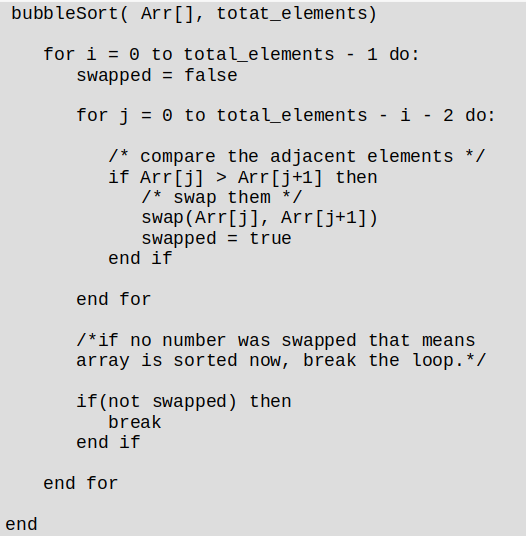 bubbleSort( Arr[], totat_elements)
for i = 0 to total_elements - 1 do:
swapped = false
for j = 0 to total_elements - i - 2 do:
/* compare the adjacent elements */
if Arr[j] > Arr[j+1] then
/* swap them */
swap(Arr[j], Arr[j+1])
swapped = true
end if
end for
/*if no number was swapped that means
array is sorted now, break the loop.*/
if(not swapped) then
break
end if
end for
end